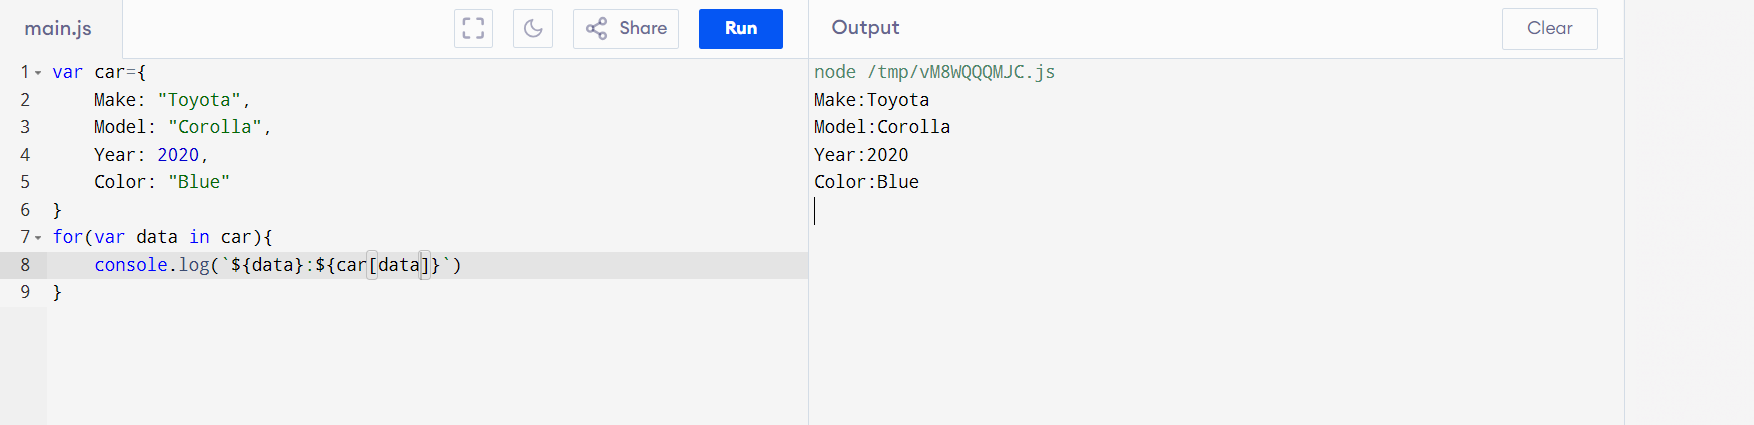 main.js
Share
Run
Output
Clear
1 var car={
2 Make: "Toyota",
3 Model: "Corolla",
4 Year: 2020,
5 Color: "Blue"
6 }
7 for(var data in car){
8 console.log(`${data}:${car[data]}`)
9 }
node /tmp/vM8WQQQMJC.js
Make:Toyota
Model:Corolla
Year:2020
Color:Blue